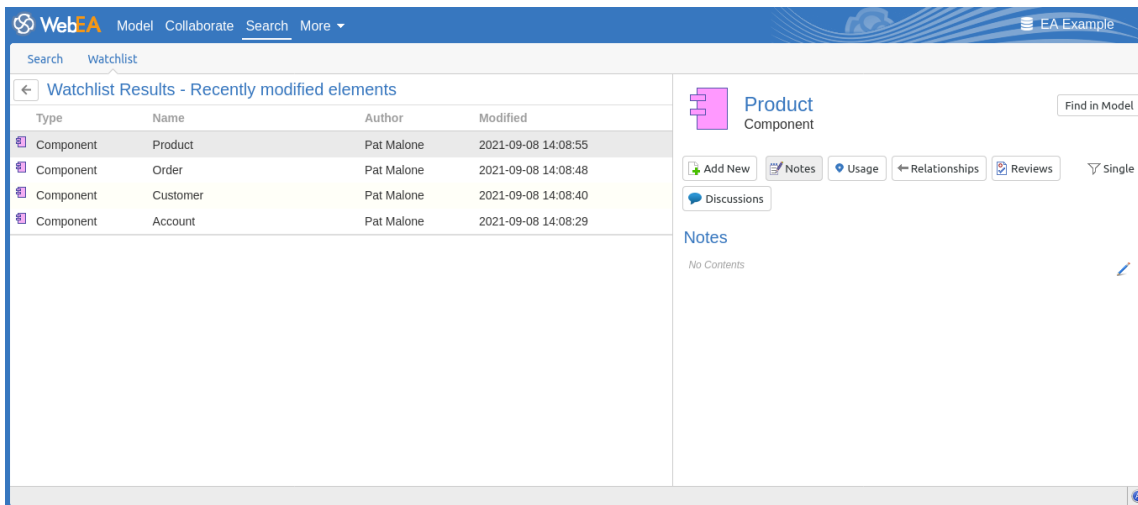 WebEA Model Collaborate Search More EA Example
Search Watchlist
Watchlist Results - Recently modified elements
Type Name Author Modified
Component Product Pat Malone 2021-09-08 14:08:55
Component Order Pat Malone 2021-09-08 14:08:48
Component Customer Pat Malone 2021-09-08 14:08:40
Component Account Pat Malone 2021-09-08 14:08:29
Product
Component
Find in Model
Add New Notes Usage Relationships Reviews Single
Discussions
Notes
No Contents